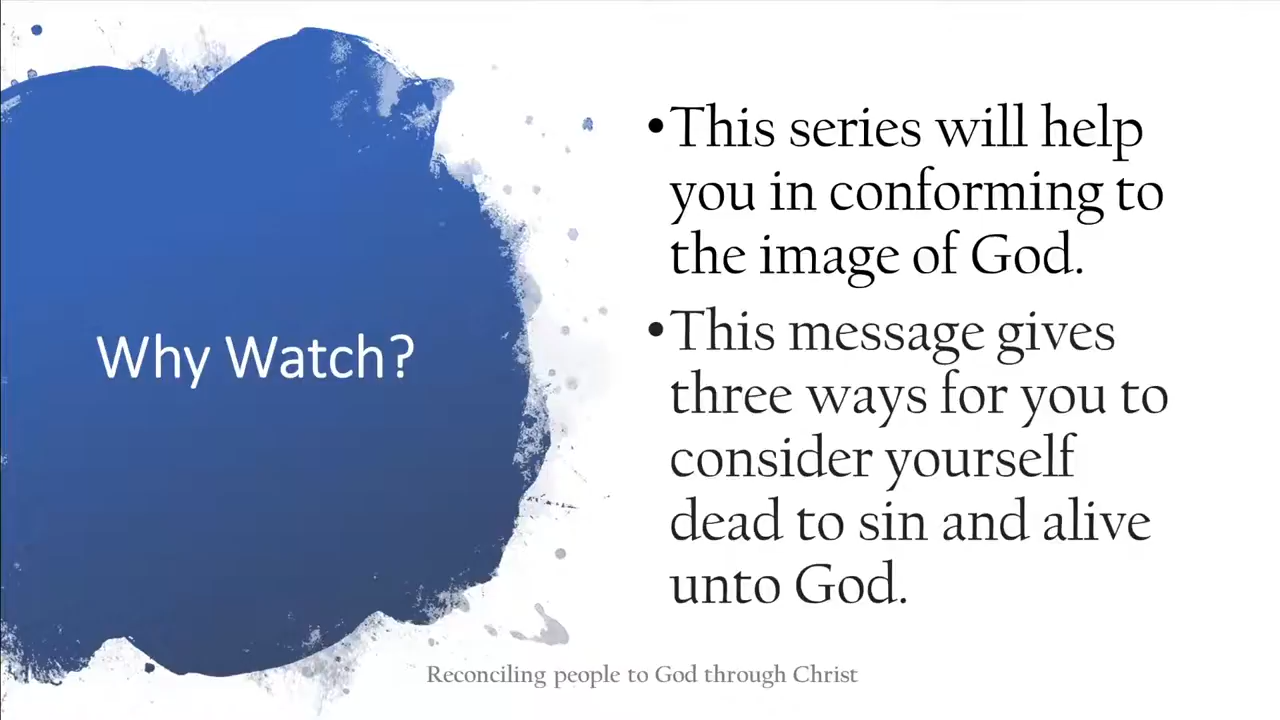 Why Watch?
•This series will help
you in conforming to
the image of God.
•This message gives
three ways for you to
consider yourself
dead to sin and alive
unto God.
Reconciling people to God through Christ